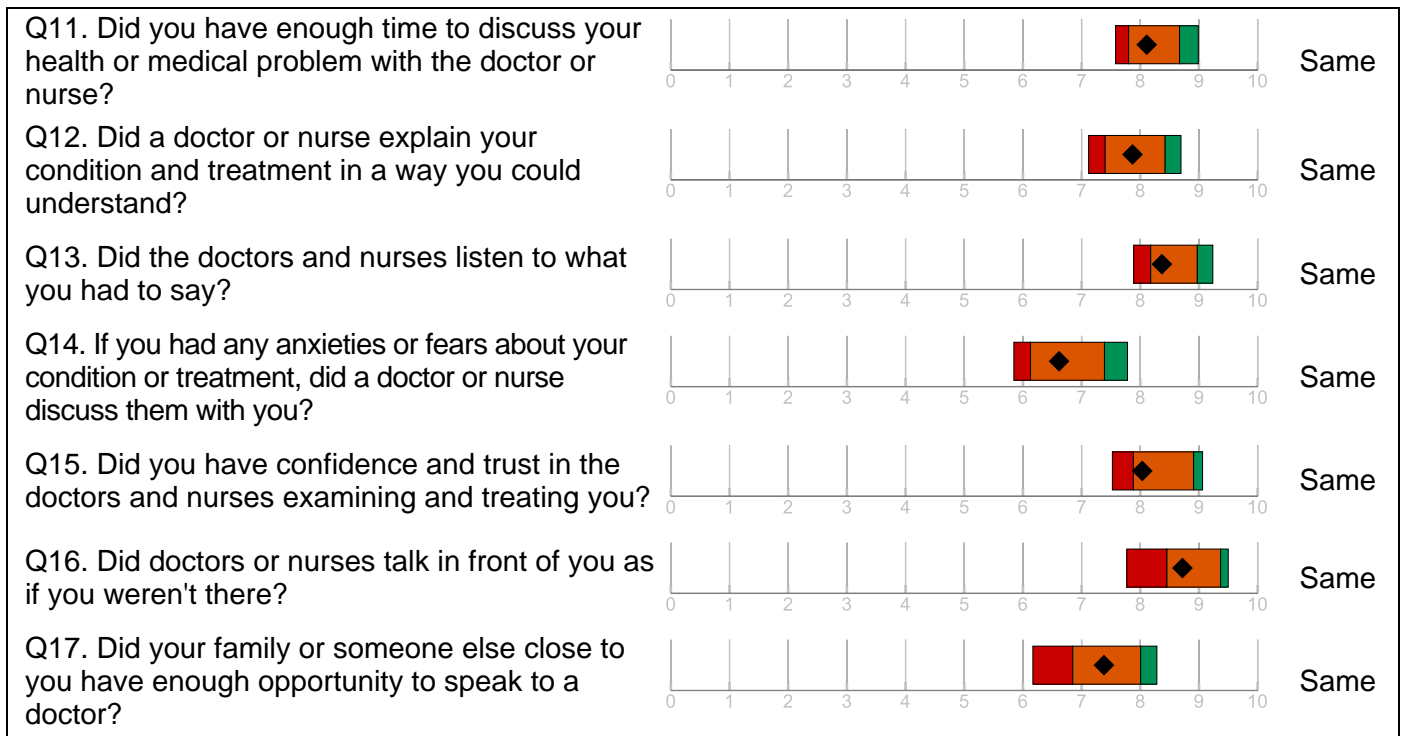 Q11. Did you have enough time to discuss your
health or medical problem with the doctor or
nurse?
0 1 2 3 4 5 6 7 8 9 10
Same
Q12. Did a doctor or nurse explain your
condition and treatment in a way you could
understand?
0 1 2 3 4 5 6 7 8 9 10
Same
Q13. Did the doctors and nurses listen to what
you had to say?
0 1 2 3 4 5 6 7 8 9 10
Same
Q14. If you had any anxieties or fears about your
condition or treatment, did a doctor or nurse
discuss them with you?
0 1 2 3 4 5 6 7 8 9 10
Same
Q15. Did you have confidence and trust in the
doctors and nurses examining and treating you?
0 1 2 3 4 5 6 7 8 9 10
Same
Q16. Did doctors or nurses talk in front of you as
if you weren't there?
0 1 2 3 4 5 6 7 8 9 10
Same
Q17. Did your family or someone else close to
you have enough opportunity to speak to a
doctor?
0 1 2 3 4 5 6 7 8 9 10
Same